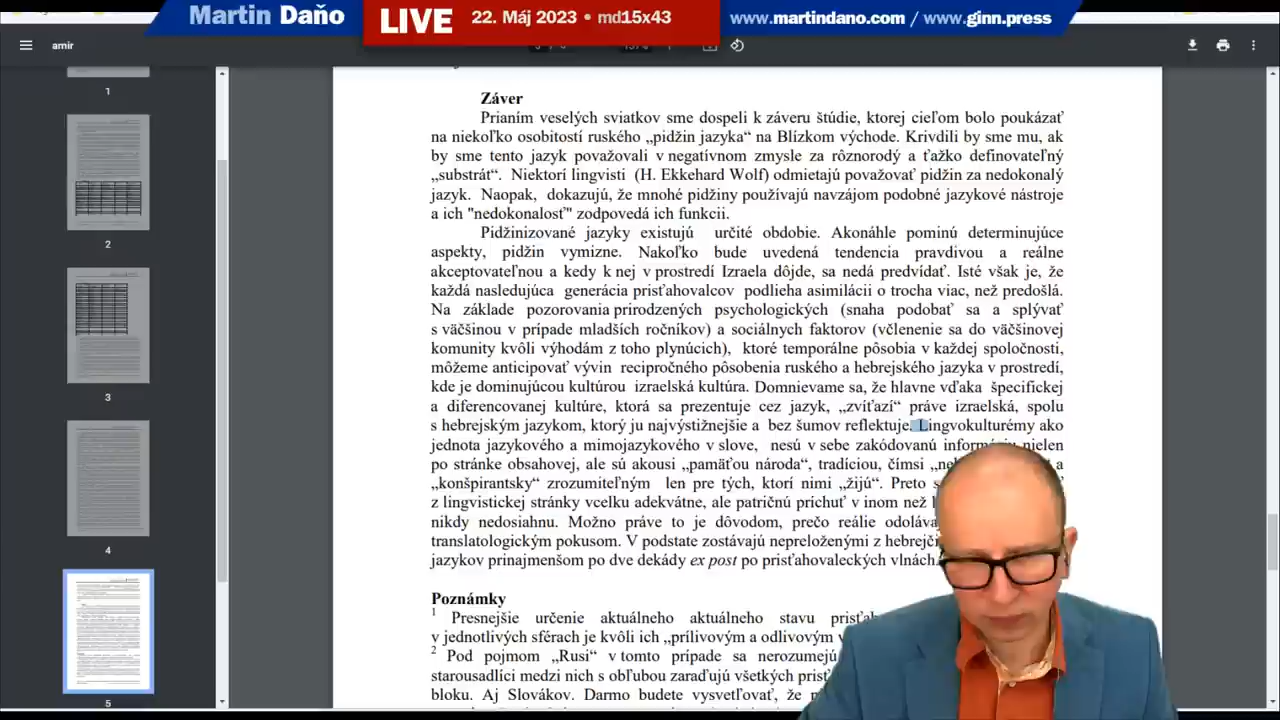 Martin Daňo
LIVE
22. Máj 2023 • md15x43
www.martindano.com / www.ginn.press
amir
1
2
3
4
5
Záver
Prianím veselých sviatkov sme dospeli k záveru štúdie, ktorej cieľom bolo poukázať
na niekoľko osobitostí ruského „pidžin jazyka“ na Blízkom východe. Krivdili by sme mu, ak
by sme tento jazyk považovali v negatívnom zmysle za rôznorodý a ťažko definovateľný
„substrát“. Niektorí lingvisti (H. Ekkehard Wolf) odmietajú považovať pidžin za nedokonalý
jazyk. Naopak, dokazujú, že mnohé pidžiny používajú navzájom podobné jazykové nástroje
a ich "nedokonalosť" zodpovedá ich funkcii.
Pidžinizované jazyky existujú určité obdobie. Akonáhle pominú determinujúce
aspekty, pidžin vymizne. Nakoľko bude uvedená tendencia pravdivou a reálne
akceptovateľnou a kedy k nej v prostredí Izraela dôjde, sa nedá predvídať. Isté však je, že
každá nasledujúca generácia prisťahovalcov podlieha asimilácii o trocha viac, než predošlá.
Na základe pozorovania prirodzených psychologických (snaha podobať sa a splývať
s väčšinou v prípade mladších ročníkov) a sociálnych faktorov (včlenenie sa do väčšinovej
komunity kvôli výhodám z toho plynúcich), ktoré temporálne pôsobia v každej spoločnosti,
môžeme anticipovať vývin recipročného pôsobenia ruského a hebrejského jazyka v prostredí,
kde je dominujúcou kultúrou izraelská kultúra. Domnievame sa, že hlavne vďaka špecifickej
a diferencovanej kultúre, ktorá sa prezentuje cez jazyk, „zvíťazí“ práve izraelská, spolu
s hebrejským jazykom, ktorý ju najvýstižnejšie a bez šumov reflektuje. Lingvokulturémy ako
jednota jazykového a mimojazykového v slove, nesú v sebe zakódovanú informáciu nielen
po stránke obsahovej, ale sú akousi „pamäťou národa“, tradíciou, čímsi a
„konšpirantsky“ zrozumiteľným len pre tých, ktorí nimi „žijú“. Preto
z lingvistickej stránky vcelku adekvátne, ale patričnú príchuť v inom než
nikdy nedosiahnu. Možno práve to je dôvodom, prečo reálie
translatologickým pokusom. V podstate zostávajú nepreloženými z
jazykov prinajmenšom po dve dekády ex post po prisťahovaleckých vlnách.
Poznámky
1 Presnejšie určenie aktuálneho aktuálneho stavu
v jednotlivých sférach je kvôli ich „prílivovým a odlivovým
2 Pod pojmom „Rusi“ v tomto prípade sa nerozumejú
starousadlíci medzi nich s obľubou zaraďujú všetkých
bloku. Aj Slovákov. Darmo budete vysvetľovať, že